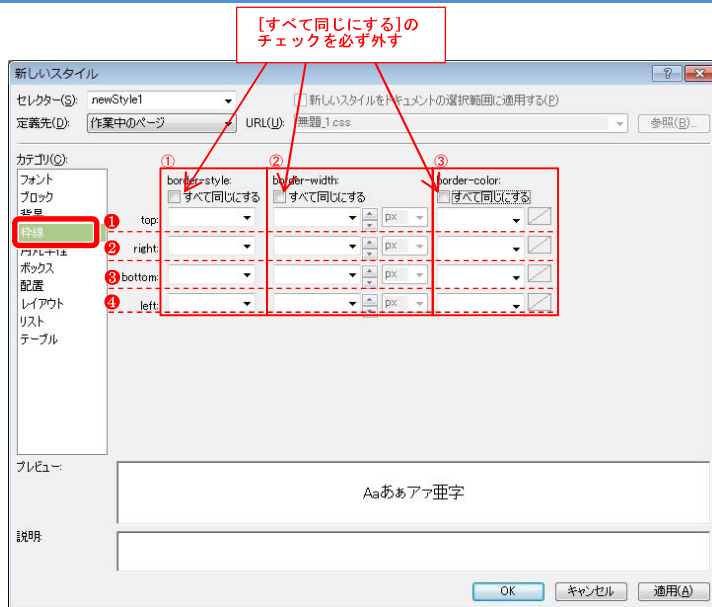 [すべて同じにする]の
チェックを必ず外す
新しいスタイル
セレクター(S): newStyle1 新しいスタイルをドキュメントの選択範囲に適用する(P)
定義先(D): 作業中のページ URL(U): 無題_1.css 参照(B)...
カテゴリ(C):
① ② ③
フォント border-style: border-width: border-color:
ブロック すべて同じにする すべて同じにする すべて同じにする
背景
❶ top: px
枠線
❷ right: px
ボックス
❸ bottom: px
配置
レイアウト ❹ left: px
リスト
テーブル
プレビュー:
Aaあぁアァ亜宇
説明:
OK キャンセル 適用(A)